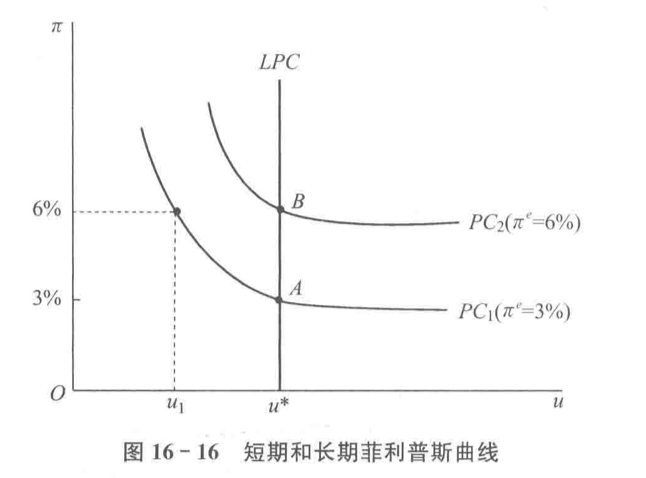 π
LPC
6%
B
PC₂(πᵉ=6%)
3%
A
PC₁(πᵉ=3%)
O
u₁
u*
u
图 16-16 短期和长期菲利普斯曲线